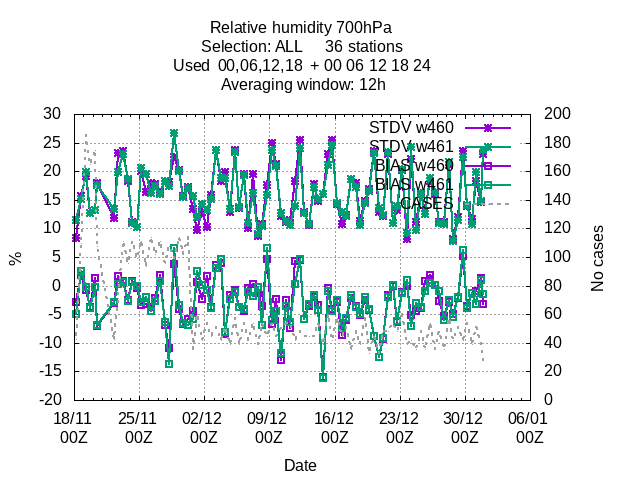 Relative humidity 700hPa
Selection: ALL 36 stations
Used 00,06,12,18 + 00 06 12 18 24
Averaging window: 12h
30 200
25 180
20 160
15 140
10 120
5 100
0 80
-5 60
-10 40
-15 20
-20 0
%
No cases
STDV w460
STDV w461
BIAS w460
BIAS w461
CASES
18/11 25/11 02/12 09/12 16/12 23/12 30/12 06/01
00Z 00Z 00Z 00Z 00Z 00Z 00Z 00Z
Date